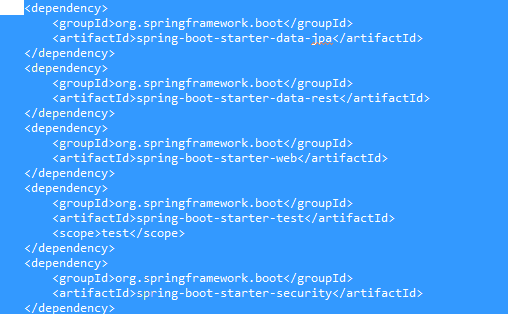 <dependency>
    <groupId>org.springframework.boot</groupId>
    <artifactId>spring-boot-starter-data-jpa</artifactId>
</dependency>
<dependency>
    <groupId>org.springframework.boot</groupId>
    <artifactId>spring-boot-starter-data-rest</artifactId>
</dependency>
<dependency>
    <groupId>org.springframework.boot</groupId>
    <artifactId>spring-boot-starter-web</artifactId>
</dependency>
<dependency>
    <groupId>org.springframework.boot</groupId>
    <artifactId>spring-boot-starter-test</artifactId>
    <scope>test</scope>
</dependency>
<dependency>
    <groupId>org.springframework.boot</groupId>
    <artifactId>spring-boot-starter-security</artifactId>
</dependency>